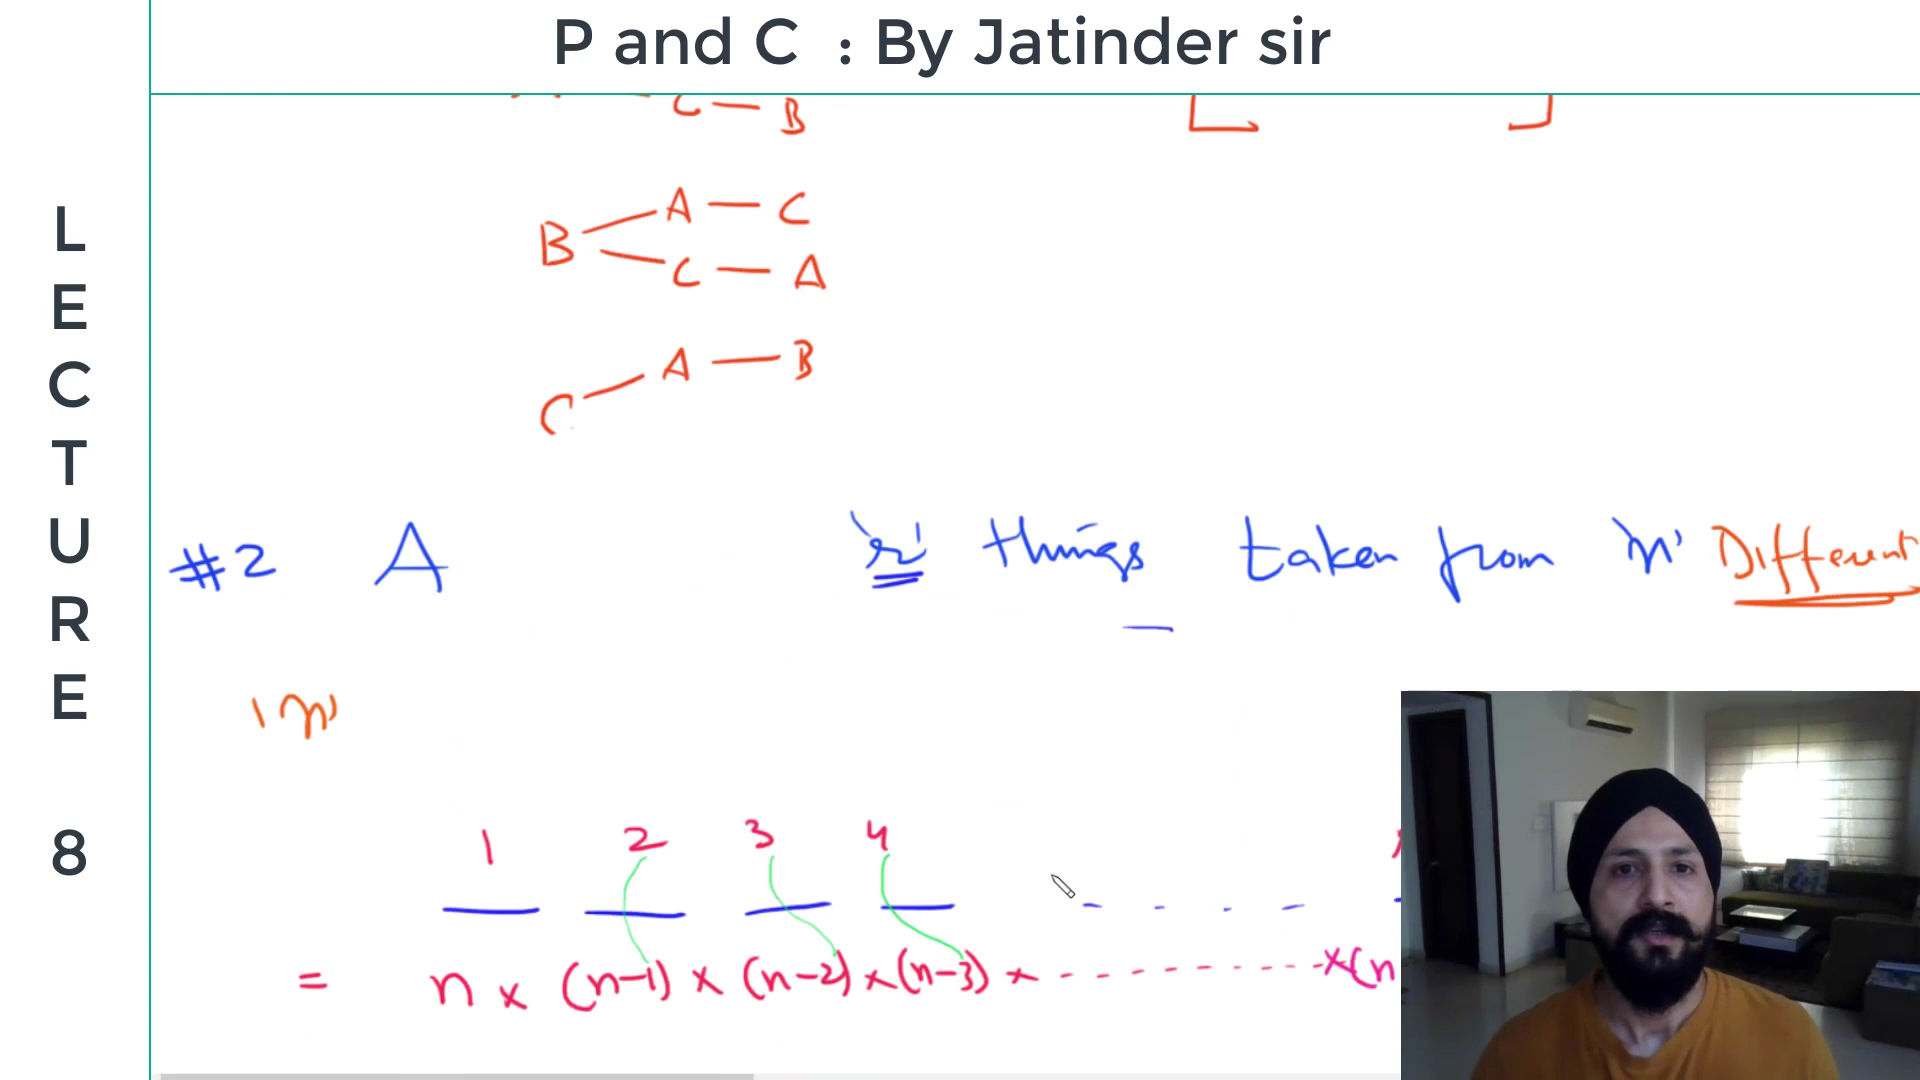 P and C : By Jatinder sir
LECTURE 8
C — B
B A — C
C — A
C A — B
#2 A 'r' things taken from 'n' Different
'n'
1 2 3 4
= n × (n-1) × (n-2) × (n-3) × - - - - - - - - - ×(n